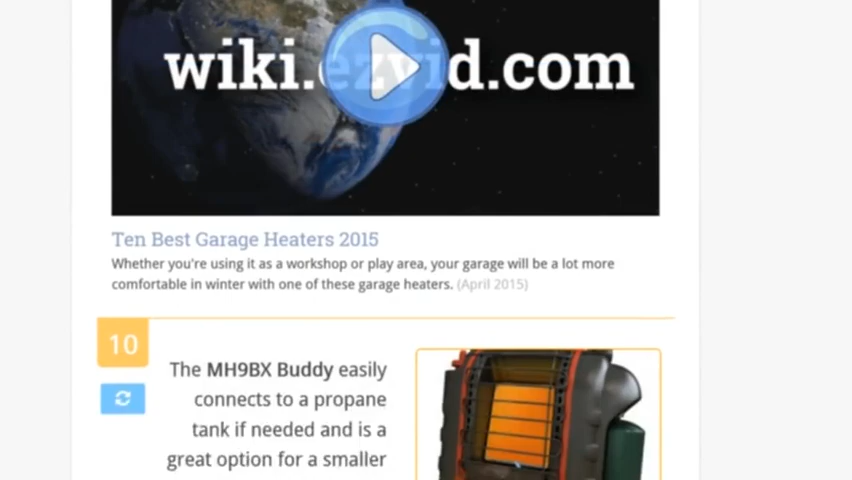 wiki.ezvid.com
Ten Best Garage Heaters 2015
Whether you're using it as a workshop or play area, your garage will be a lot more
comfortable in winter with one of these garage heaters. (April 2015)
10
The MH9BX Buddy easily
connects to a propane
tank if needed and is a
great option for a smaller